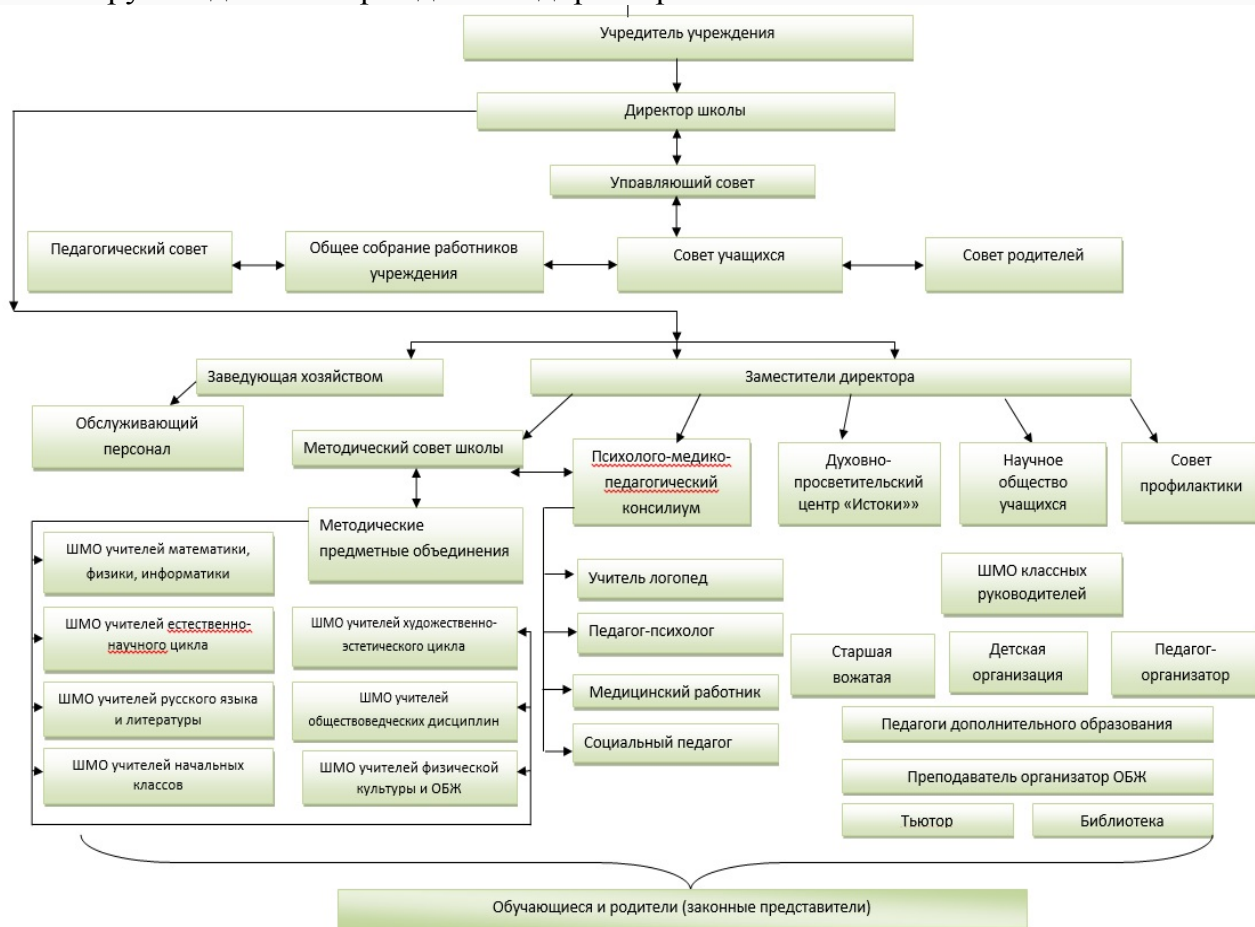 Учредитель учреждения
Директор школы
Управляющий совет
Педагогический совет
Общее собрание работников
учреждения
Совет учащихся
Совет родителей
Заведующая хозяйством
Заместители директора
Обслуживающий
персонал
Методический совет школы
Психолого-медико-
педагогический
консилиум
Духовно-
просветительский
центр «Истоки»»
Научное
общество
учащихся
Совет
профилактики
Методические
предметные объединения
ШМО учителей математики,
физики, информатики
ШМО учителей естественно-
научного цикла
ШМО учителей русского языка
и литературы
ШМО учителей начальных
классов
ШМО учителей художественно-
эстетического цикла
ШМО учителей
обществоведческих дисциплин
ШМО учителей физической
культуры и ОБЖ
Учитель логопед
Педагог-психолог
Медицинский работник
Социальный педагог
ШМО классных
руководителей
Старшая
вожатая
Детская
организация
Педагог-
организатор
Педагоги дополнительного образования
Преподаватель организатор ОБЖ
Тьютор
Библиотека
Обучающиеся и родители (законные представители)